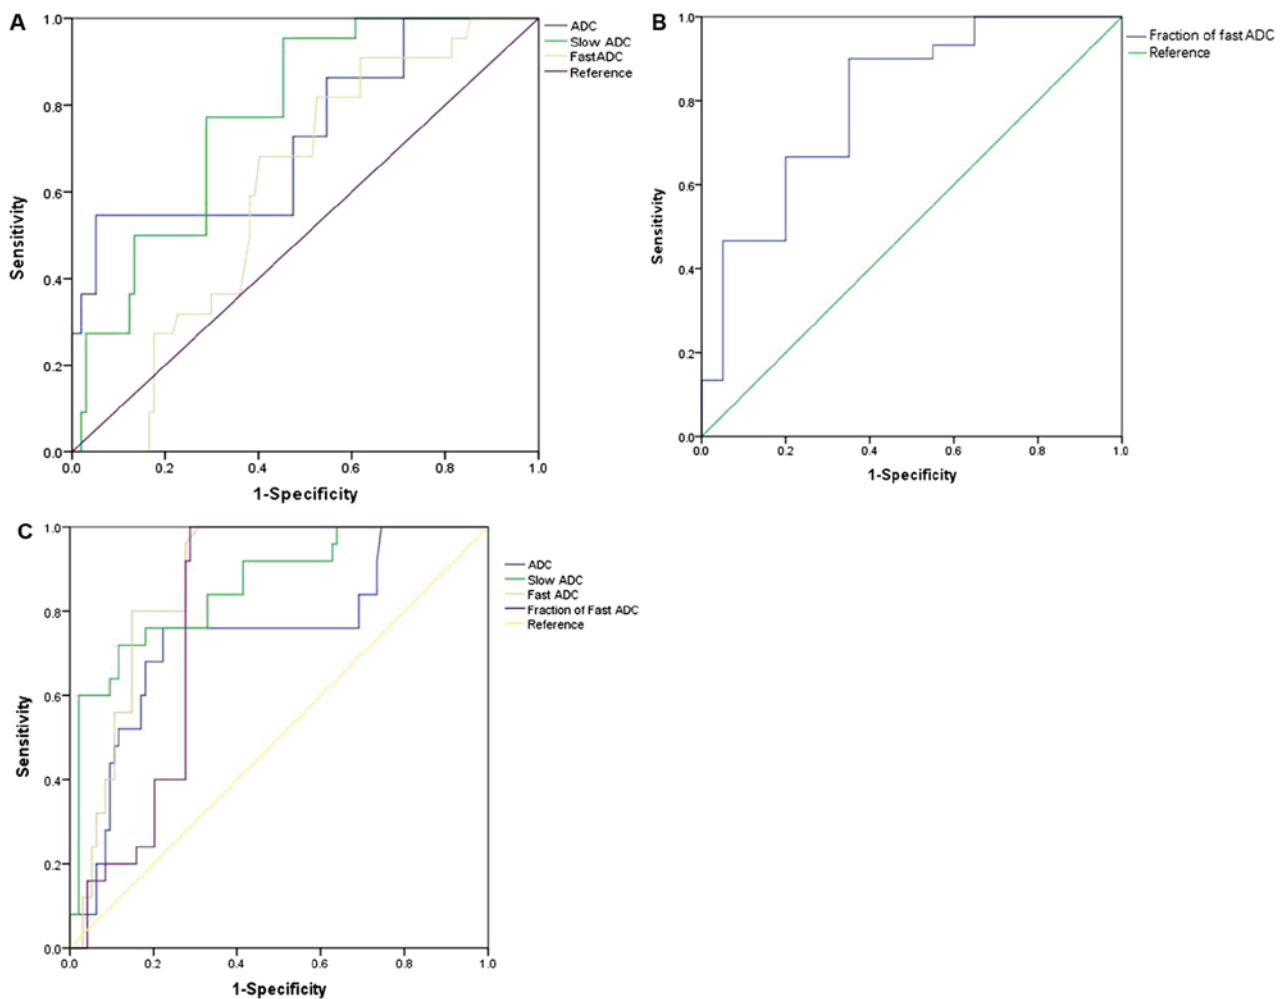 A
1.0
0.8
0.6
0.4
0.2
0.0
Sensitivity
0.0 0.2 0.4 0.6 0.8 1.0
1-Specificity
ADC
Slow ADC
FastADC
Reference
B
1.0
0.8
0.6
0.4
0.2
0.0
Sensitivity
0.0 0.2 0.4 0.6 0.8 1.0
1-Specificity
Fraction of fast ADC
Reference
C
1.0
0.8
0.6
0.4
0.2
0.0
Sensitivity
0.0 0.2 0.4 0.6 0.8 1.0
1-Specificity
ADC
Slow ADC
Fast ADC
Fraction of Fast ADC
Reference